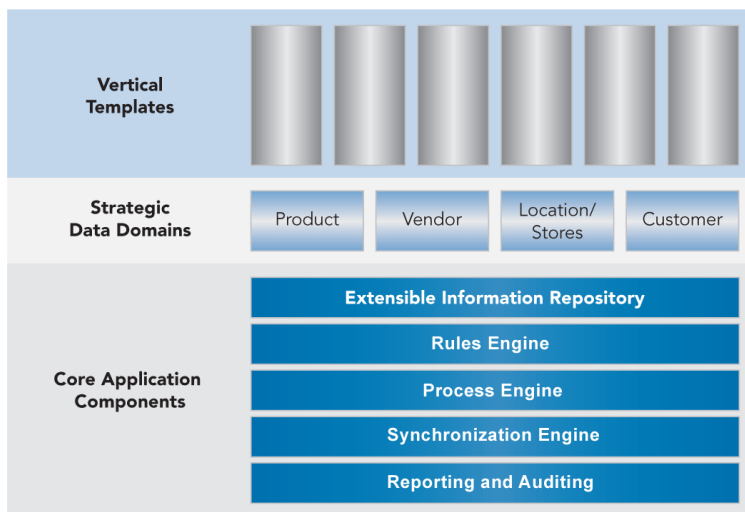 Vertical
Templates
Strategic
Data Domains
Product
Vendor
Location/
Stores
Customer
Core Application
Components
Extensible Information Repository
Rules Engine
Process Engine
Synchronization Engine
Reporting and Auditing